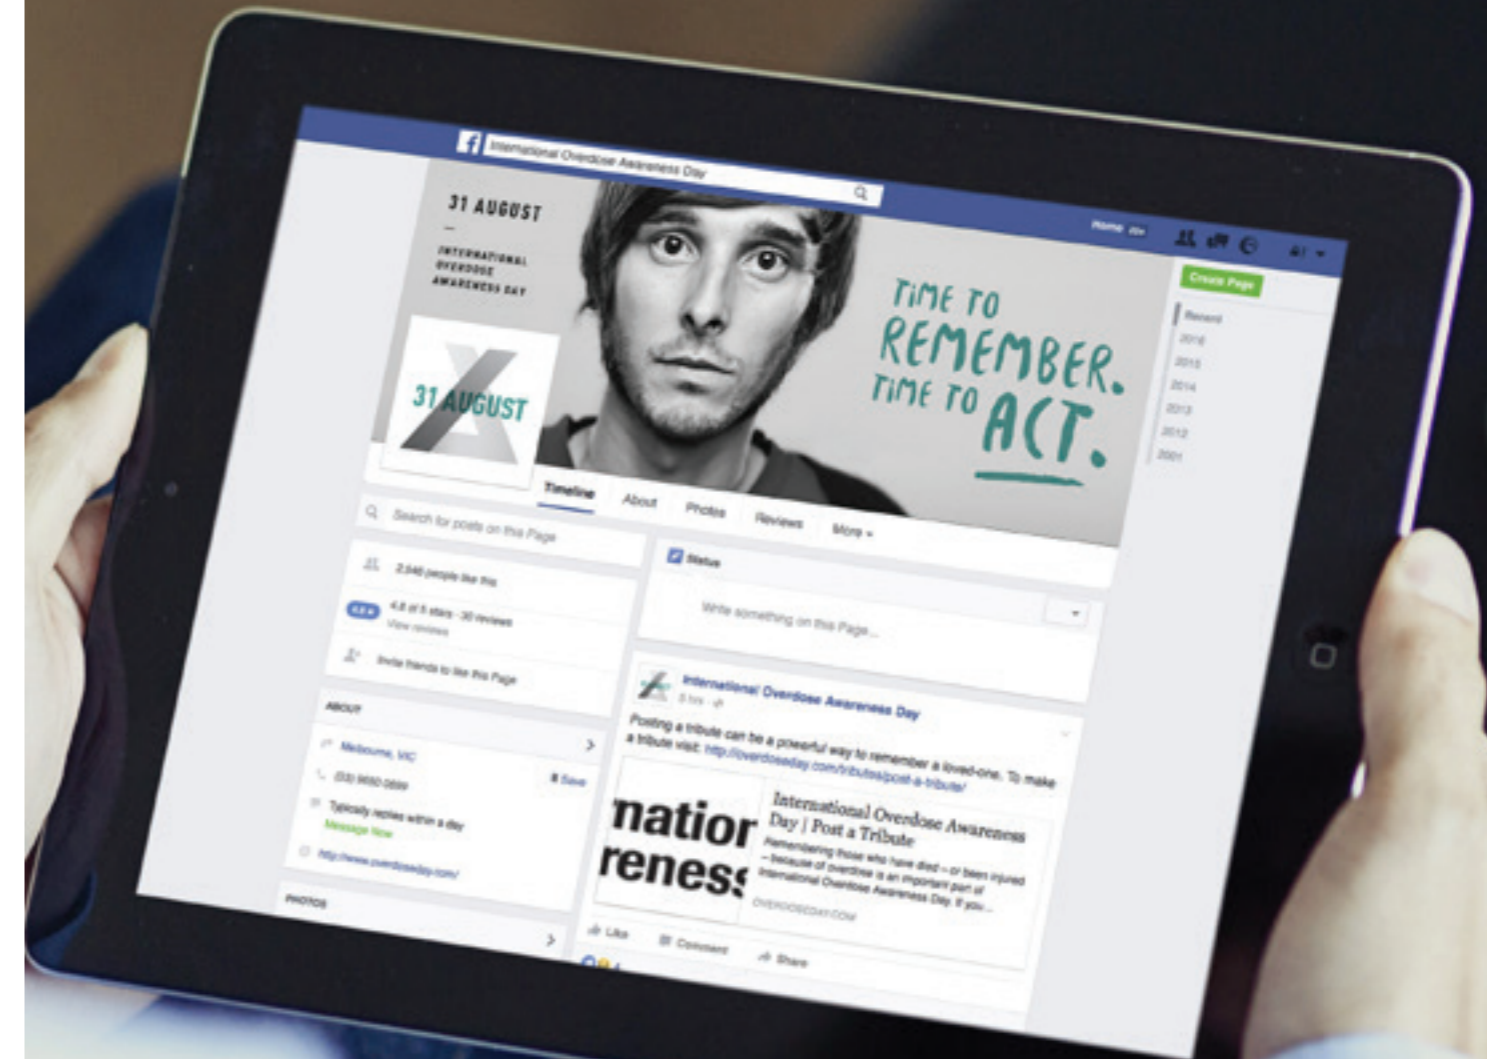 f
International Overdose Awareness Day
Home 20+
31 AUGUST
INTERNATIONAL
OVERDOSE
AWARENESS DAY
TIME TO
REMEMBER.
TIME TO
ACT.
31 AUGUST
Create Page
Recent
2016
2015
2014
2013
2012
2001
Timeline
About
Photos
Reviews
More
Search for posts on this Page
people like this
4.8 of 5 stars · 30 reviews
View reviews
Invite friends to like this Page
ABOUT
Melbourne, VIC
Save
Typically replies within a day
Message Now
http://www.overdoseday.com/
PHOTOS
Status
Write something on this Page...
International Overdose Awareness Day
5 hrs
Posting a tribute can be a powerful way to remember a loved-one. To make
a tribute visit: http://overdoseday.com/tributes/post-a-tribute/
nation
reness
International Overdose Awareness
Day | Post a Tribute
Remembering those who have died – or been injured
– because of overdose is an important part of
International Overdose Awareness Day. If you...
OVERDOSEDAY.COM
Like
Comment
Share